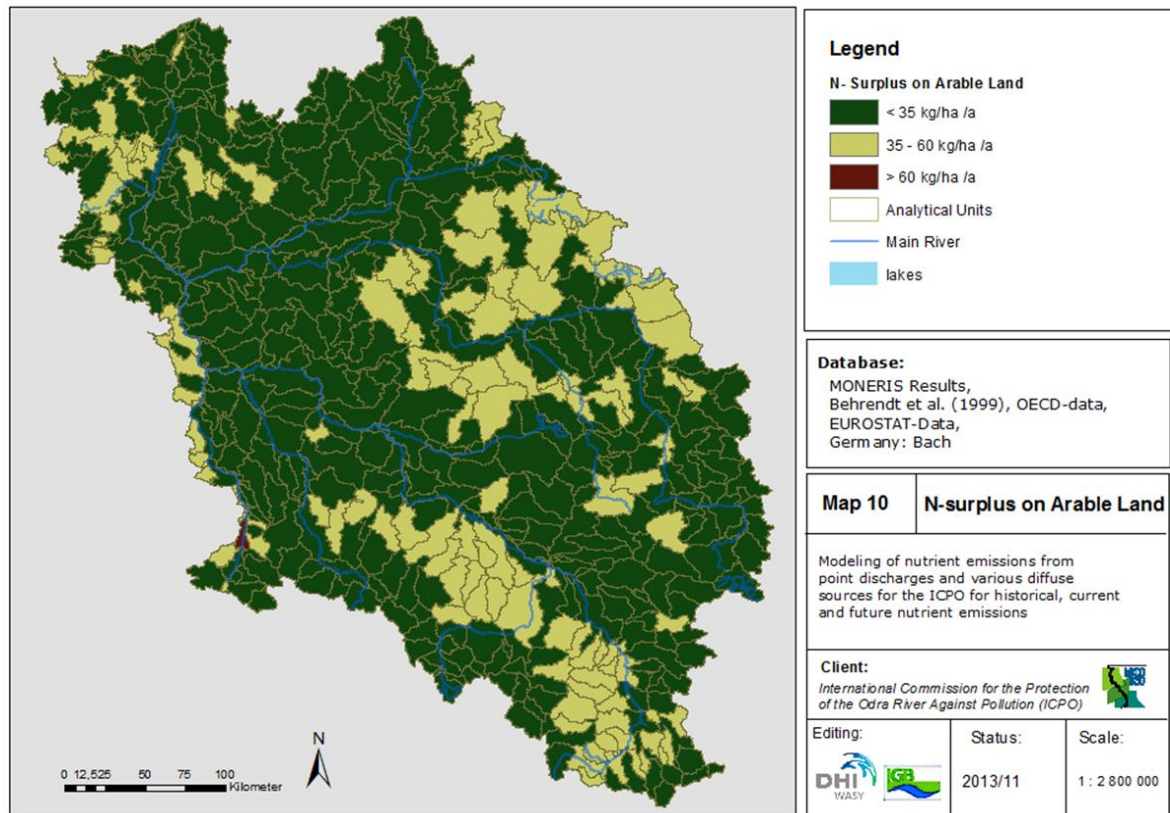 Legend
N- Surplus on Arable Land
< 35 kg/ha /a
35 - 60 kg/ha /a
> 60 kg/ha /a
Analytical Units
Main River
lakes
Database:
MONERIS Results,
Behrendt et al. (1999), OECD-data,
EUROSTAT-Data,
Germany: Bach
Map 10
N-surplus on Arable Land
Modeling of nutrient emissions from
point discharges and various diffuse
sources for the ICPO for historical, current
and future nutrient emissions
Client:
International Commission for the Protection
of the Odra River Against Pollution (ICPO)
Editing:
DHI
WASY
IGB
Status:
2013/11
Scale:
1 : 2 800 000
N
0 12,525 50 75 100
Kilometer